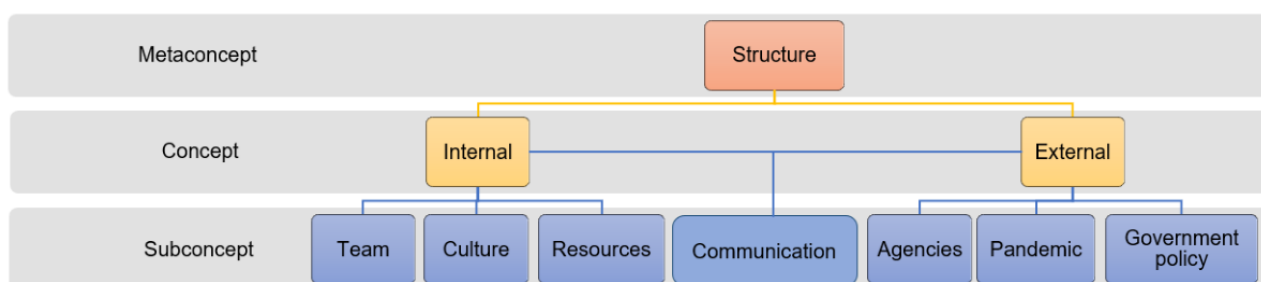 Metaconcept
Structure
Concept
Internal
External
Subconcept
Team
Culture
Resources
Communication
Agencies
Pandemic
Government
policy